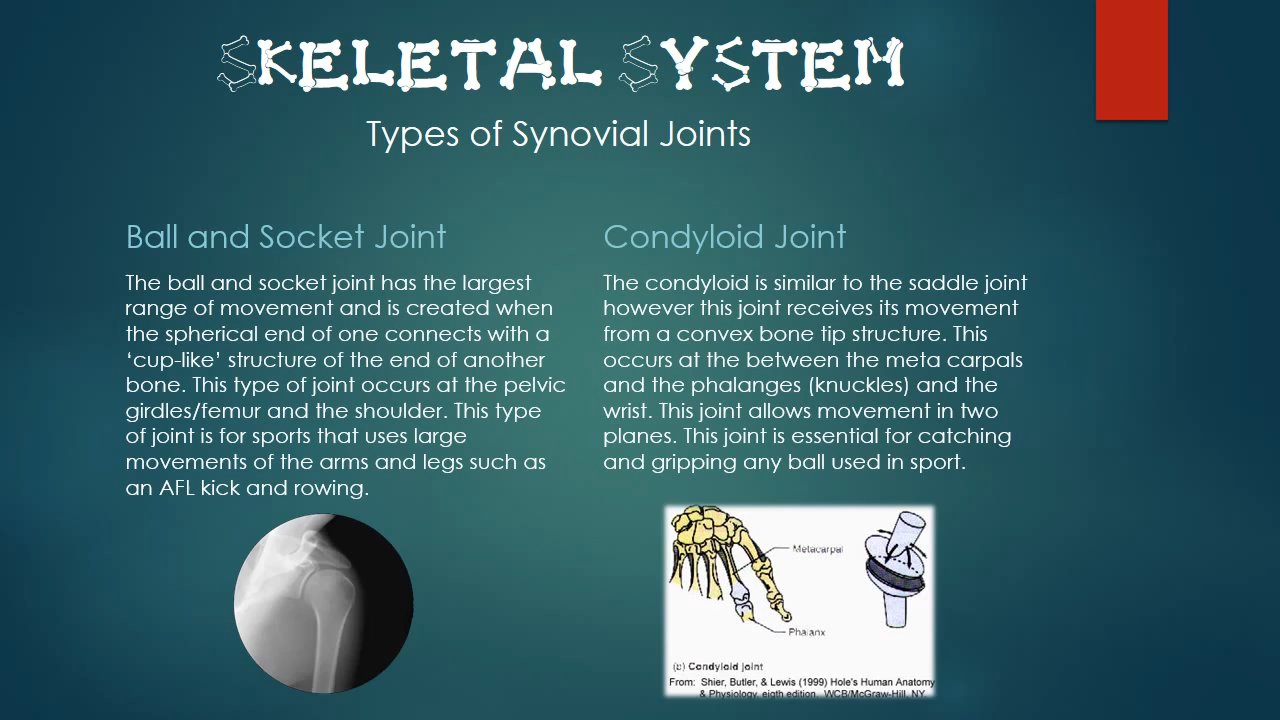 SKELETAL SYSTEM
Types of Synovial Joints
Ball and Socket Joint
The ball and socket joint has the largest
range of movement and is created when
the spherical end of one connects with a
‘cup-like’ structure of the end of another
bone. This type of joint occurs at the pelvic
girdles/femur and the shoulder. This type
of joint is for sports that uses large
movements of the arms and legs such as
an AFL kick and rowing.
Condyloid Joint
The condyloid is similar to the saddle joint
however this joint receives its movement
from a convex bone tip structure. This
occurs at the between the meta carpals
and the phalanges (knuckles) and the
wrist. This joint allows movement in two
planes. This joint is essential for catching
and gripping any ball used in sport.
Metacarpal
Phalanx
Condyloid joint
From: Shier, Butler, & Lewis (1999) Hole's Human Anatomy
& Physiology, eigth edition WCB/McGraw-Hill, NY.